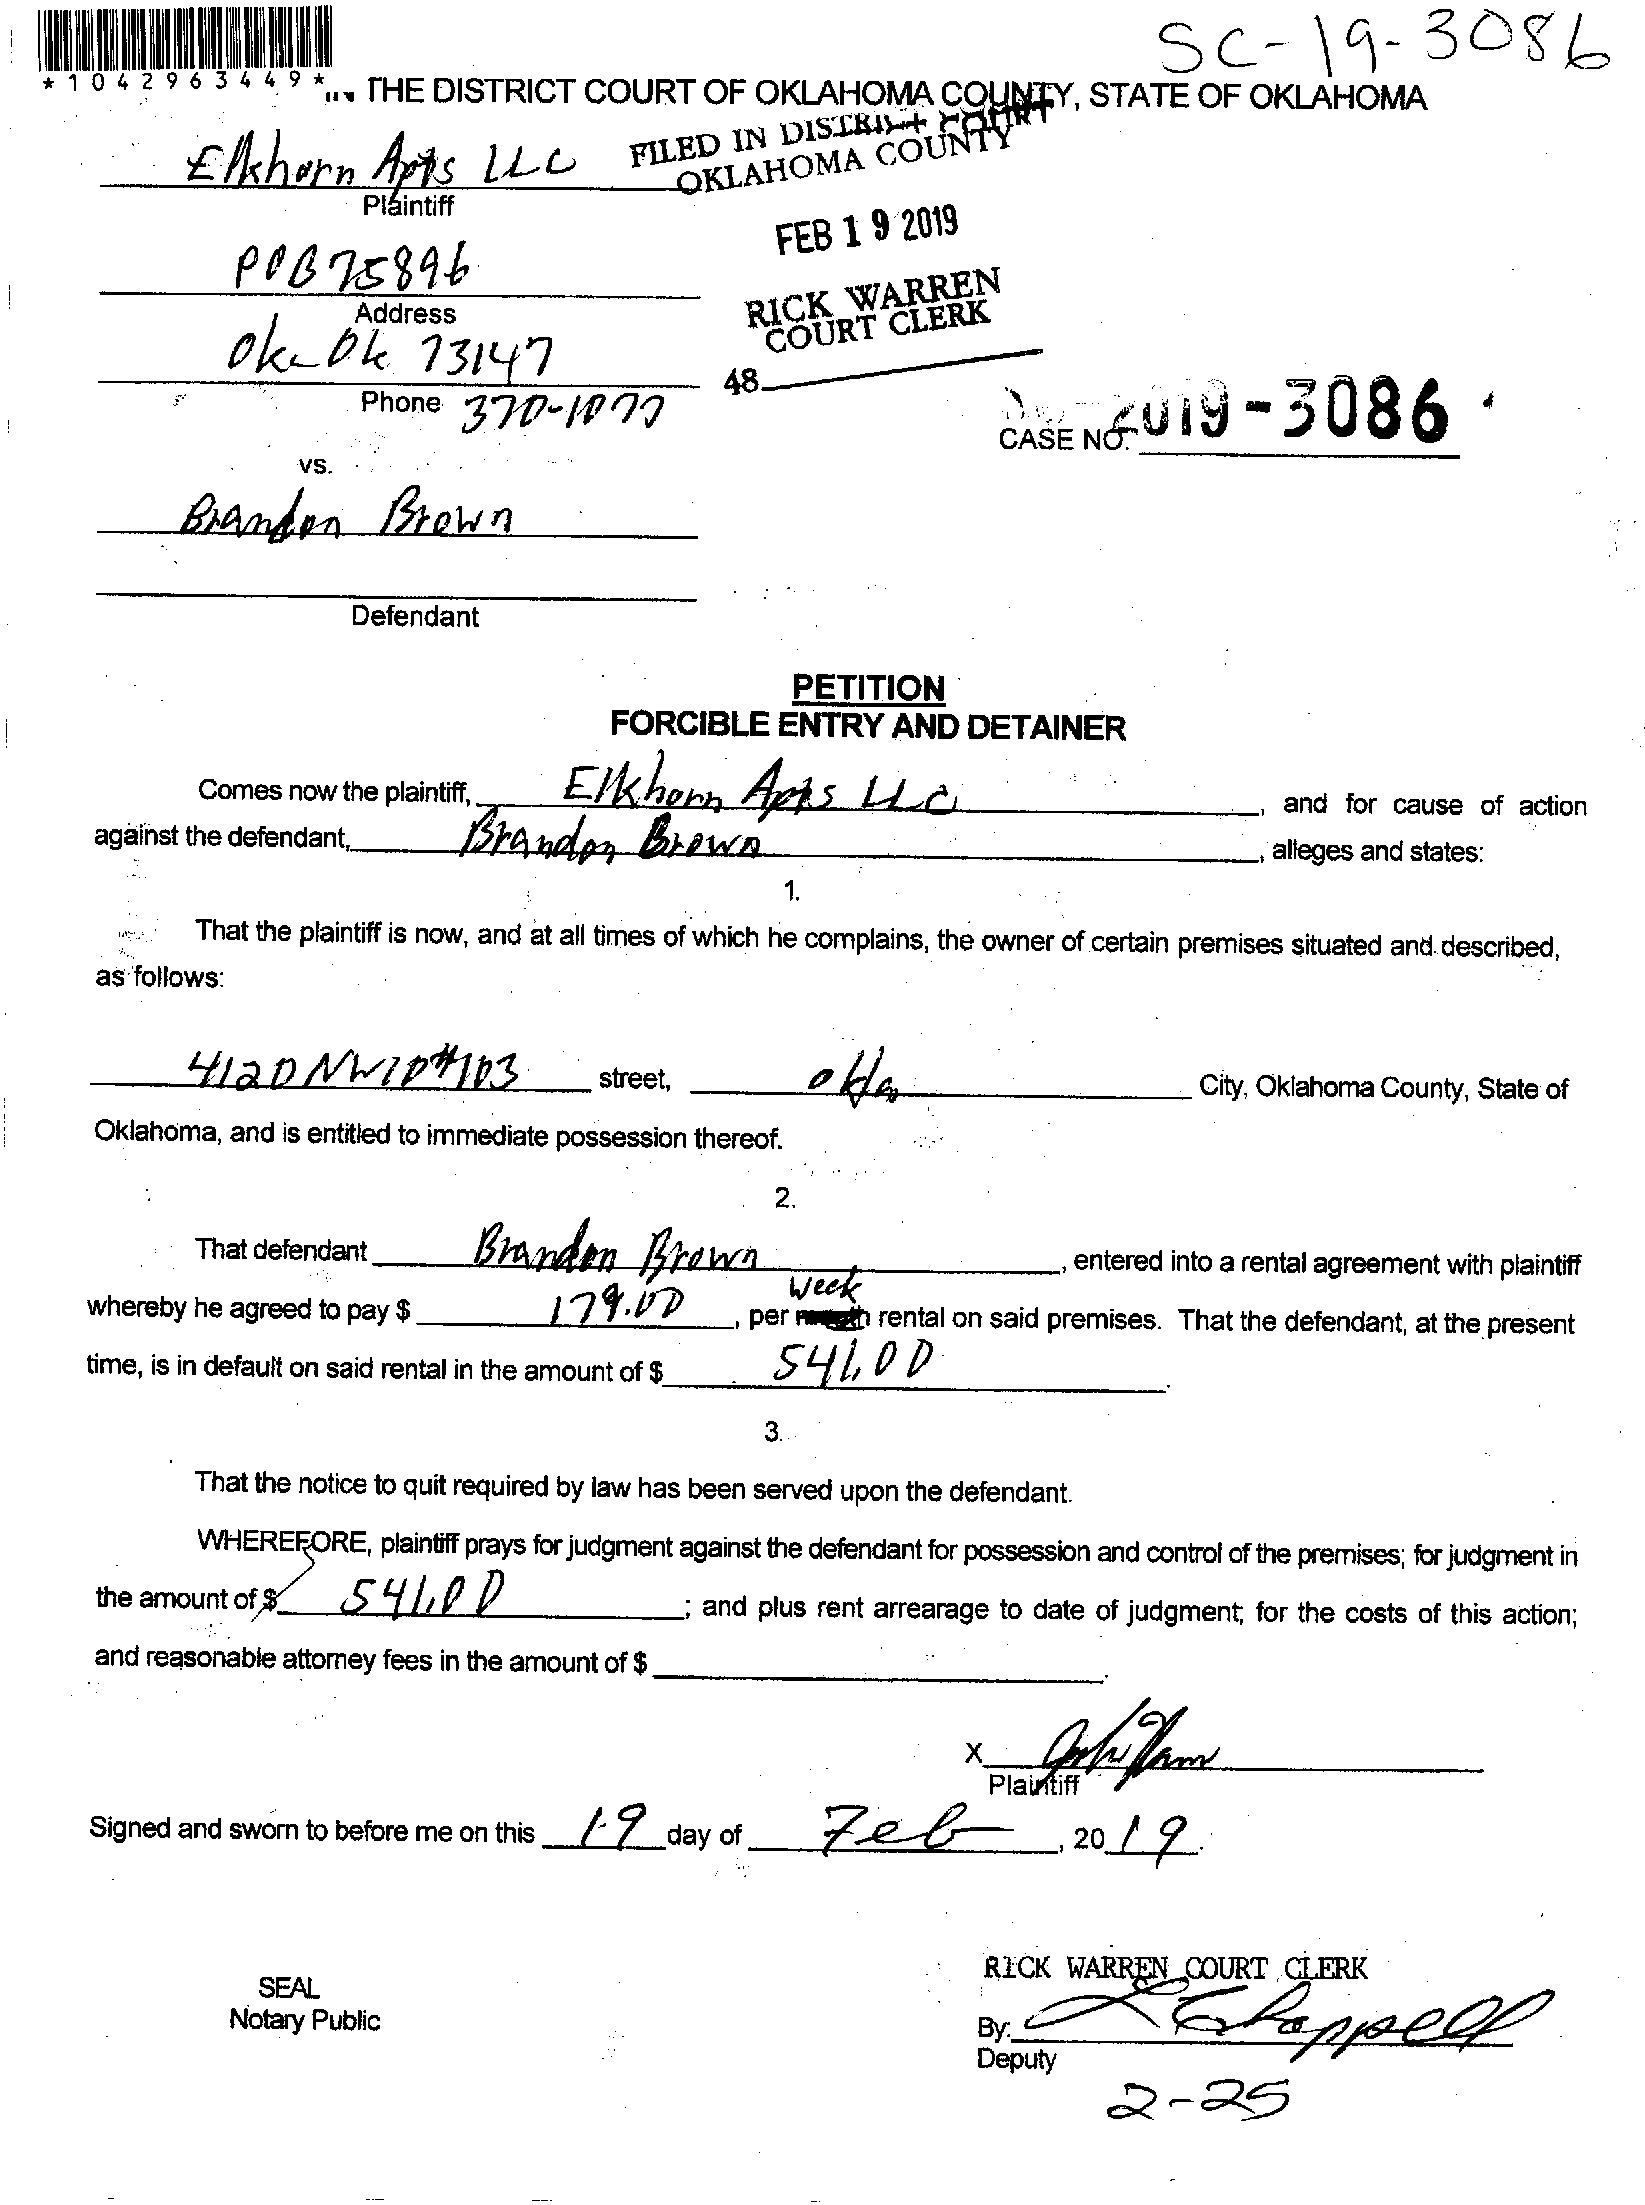 SC-19-3086
*1042963449*
THE DISTRICT COURT OF OKLAHOMA COUNTY, STATE OF OKLAHOMA
Elkhorn Apts LLC
Plaintiff
FILED IN DISTRICT COURT
OKLAHOMA COUNTY
FEB 19 2019
RICK WARREN
COURT CLERK
48
POB 75896
Address
Ok 73147
Phone 370-1077
CASE NO. 2019-3086
vs.
Brandon Brown
Defendant
PETITION
FORCIBLE ENTRY AND DETAINER
Comes now the plaintiff, Elkhorn Apts LLC, and for cause of action
against the defendant, Brandon Brown, alleges and states:
1.
That the plaintiff is now, and at all times of which he complains, the owner of certain premises situated and described,
as follows:
4120 NW10#103 street, okla City, Oklahoma County, State of
Oklahoma, and is entitled to immediate possession thereof.
2.
That defendant Brandon Brown, entered into a rental agreement with plaintiff
whereby he agreed to pay $ 179.00, per week rental on said premises. That the defendant, at the present
time, is in default on said rental in the amount of $ 541.00.
3.
That the notice to quit required by law has been served upon the defendant.
WHEREFORE, plaintiff prays for judgment against the defendant for possession and control of the premises; for judgment in
the amount of $ 541.00; and plus rent arrearage to date of judgment; for the costs of this action;
and reasonable attorney fees in the amount of $ .
X
Plaintiff
Signed and sworn to before me on this 19 day of Feb, 2019.
SEAL
Notary Public
RICK WARREN COURT CLERK
By: L Chappell
Deputy
2-25